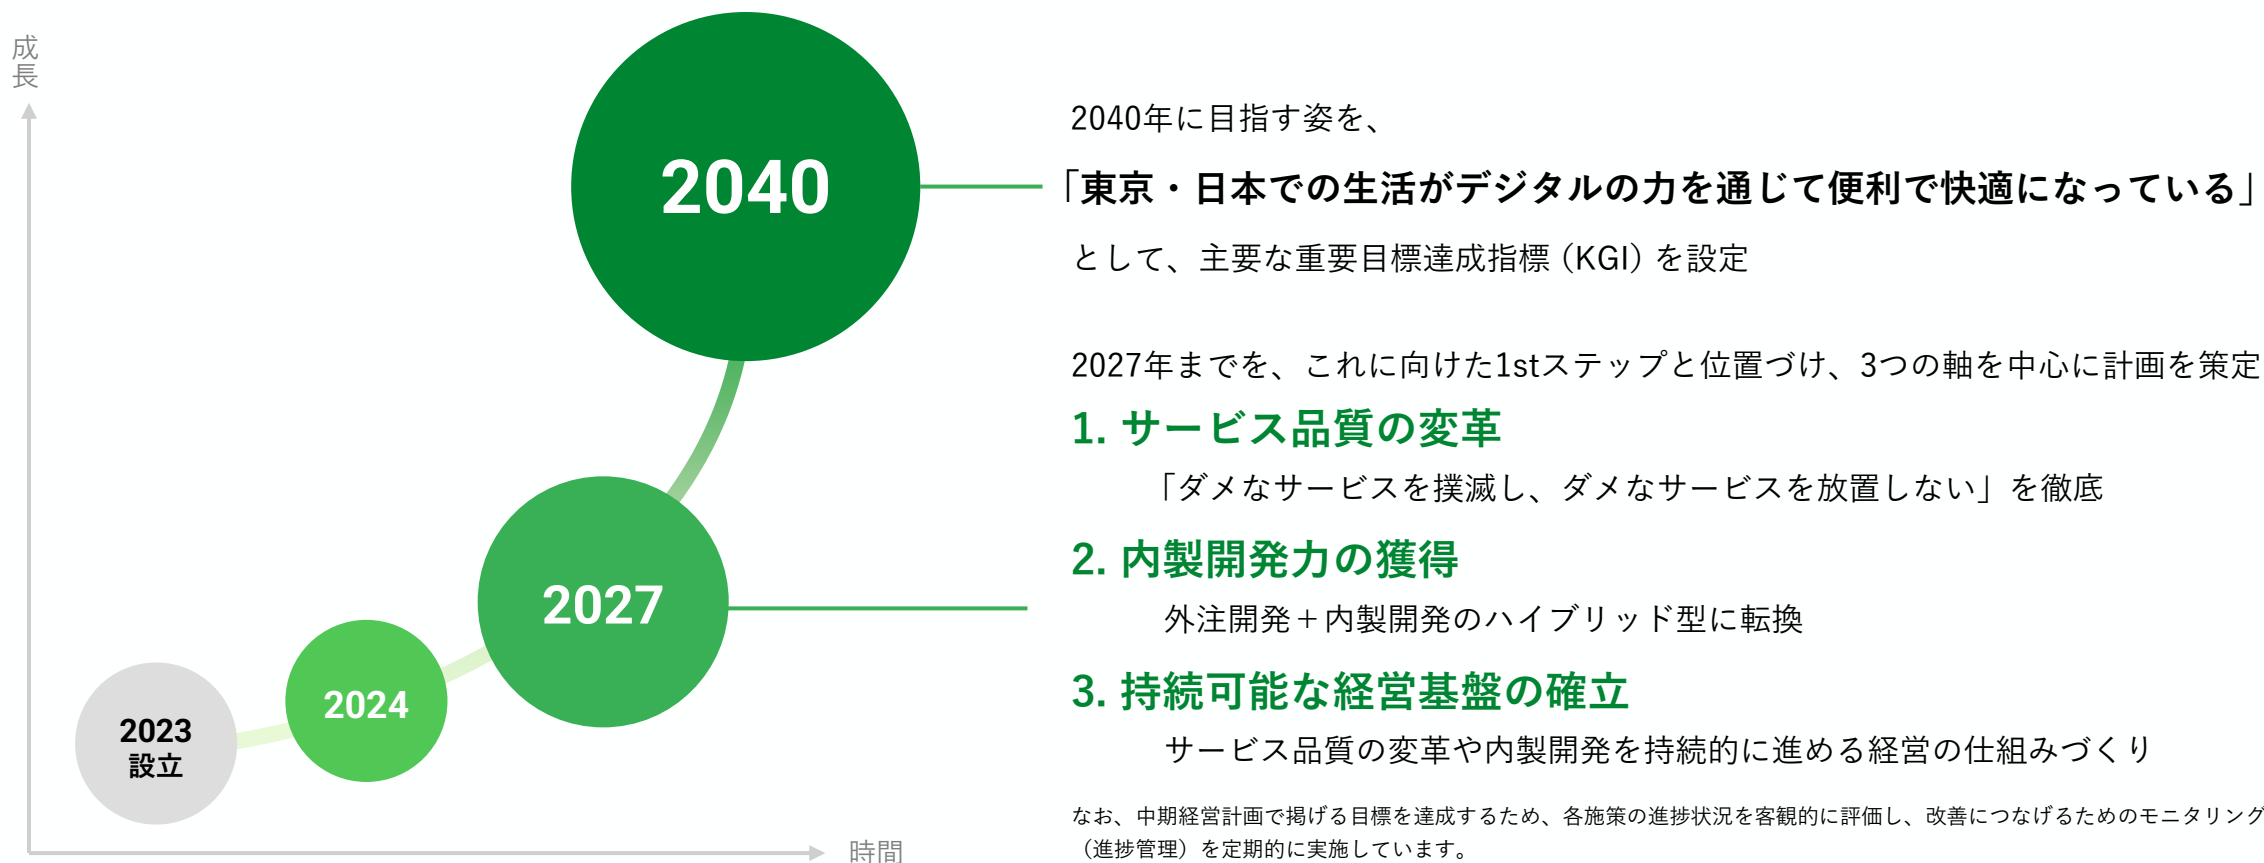 成長
2040
2027
2024
2023
設立
時間
2040年に目指す姿を、
「東京・日本での生活がデジタルの力を通じて便利で快適になっている」
として、主要な重要目標達成指標（KGI）を設定
2027年までを、これに向けた1stステップと位置づけ、3つの軸を中心に計画を策定
1. サービス品質の変革
「ダメなサービスを撲滅し、ダメなサービスを放置しない」を徹底
2. 内製開発力の獲得
外注開発＋内製開発のハイブリッド型に転換
3. 持続可能な経営基盤の確立
サービス品質の変革や内製開発を持続的に進める経営の仕組みづくり
なお、中期経営計画で掲げる目標を達成するため、各施策の進捗状況を客観的に評価し、改善につなげるためのモニタリング
（進捗管理）を定期的に実施しています。